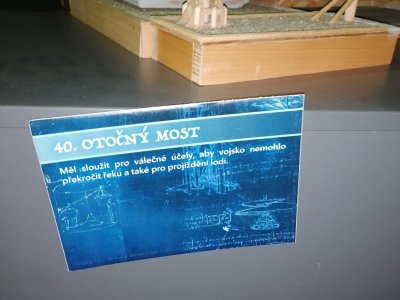 40. OTOČNÝ MOST
Měl sloužit pro válečné účely, aby vojsko nemohlo
překročit řeku a také pro projíždění lodí.